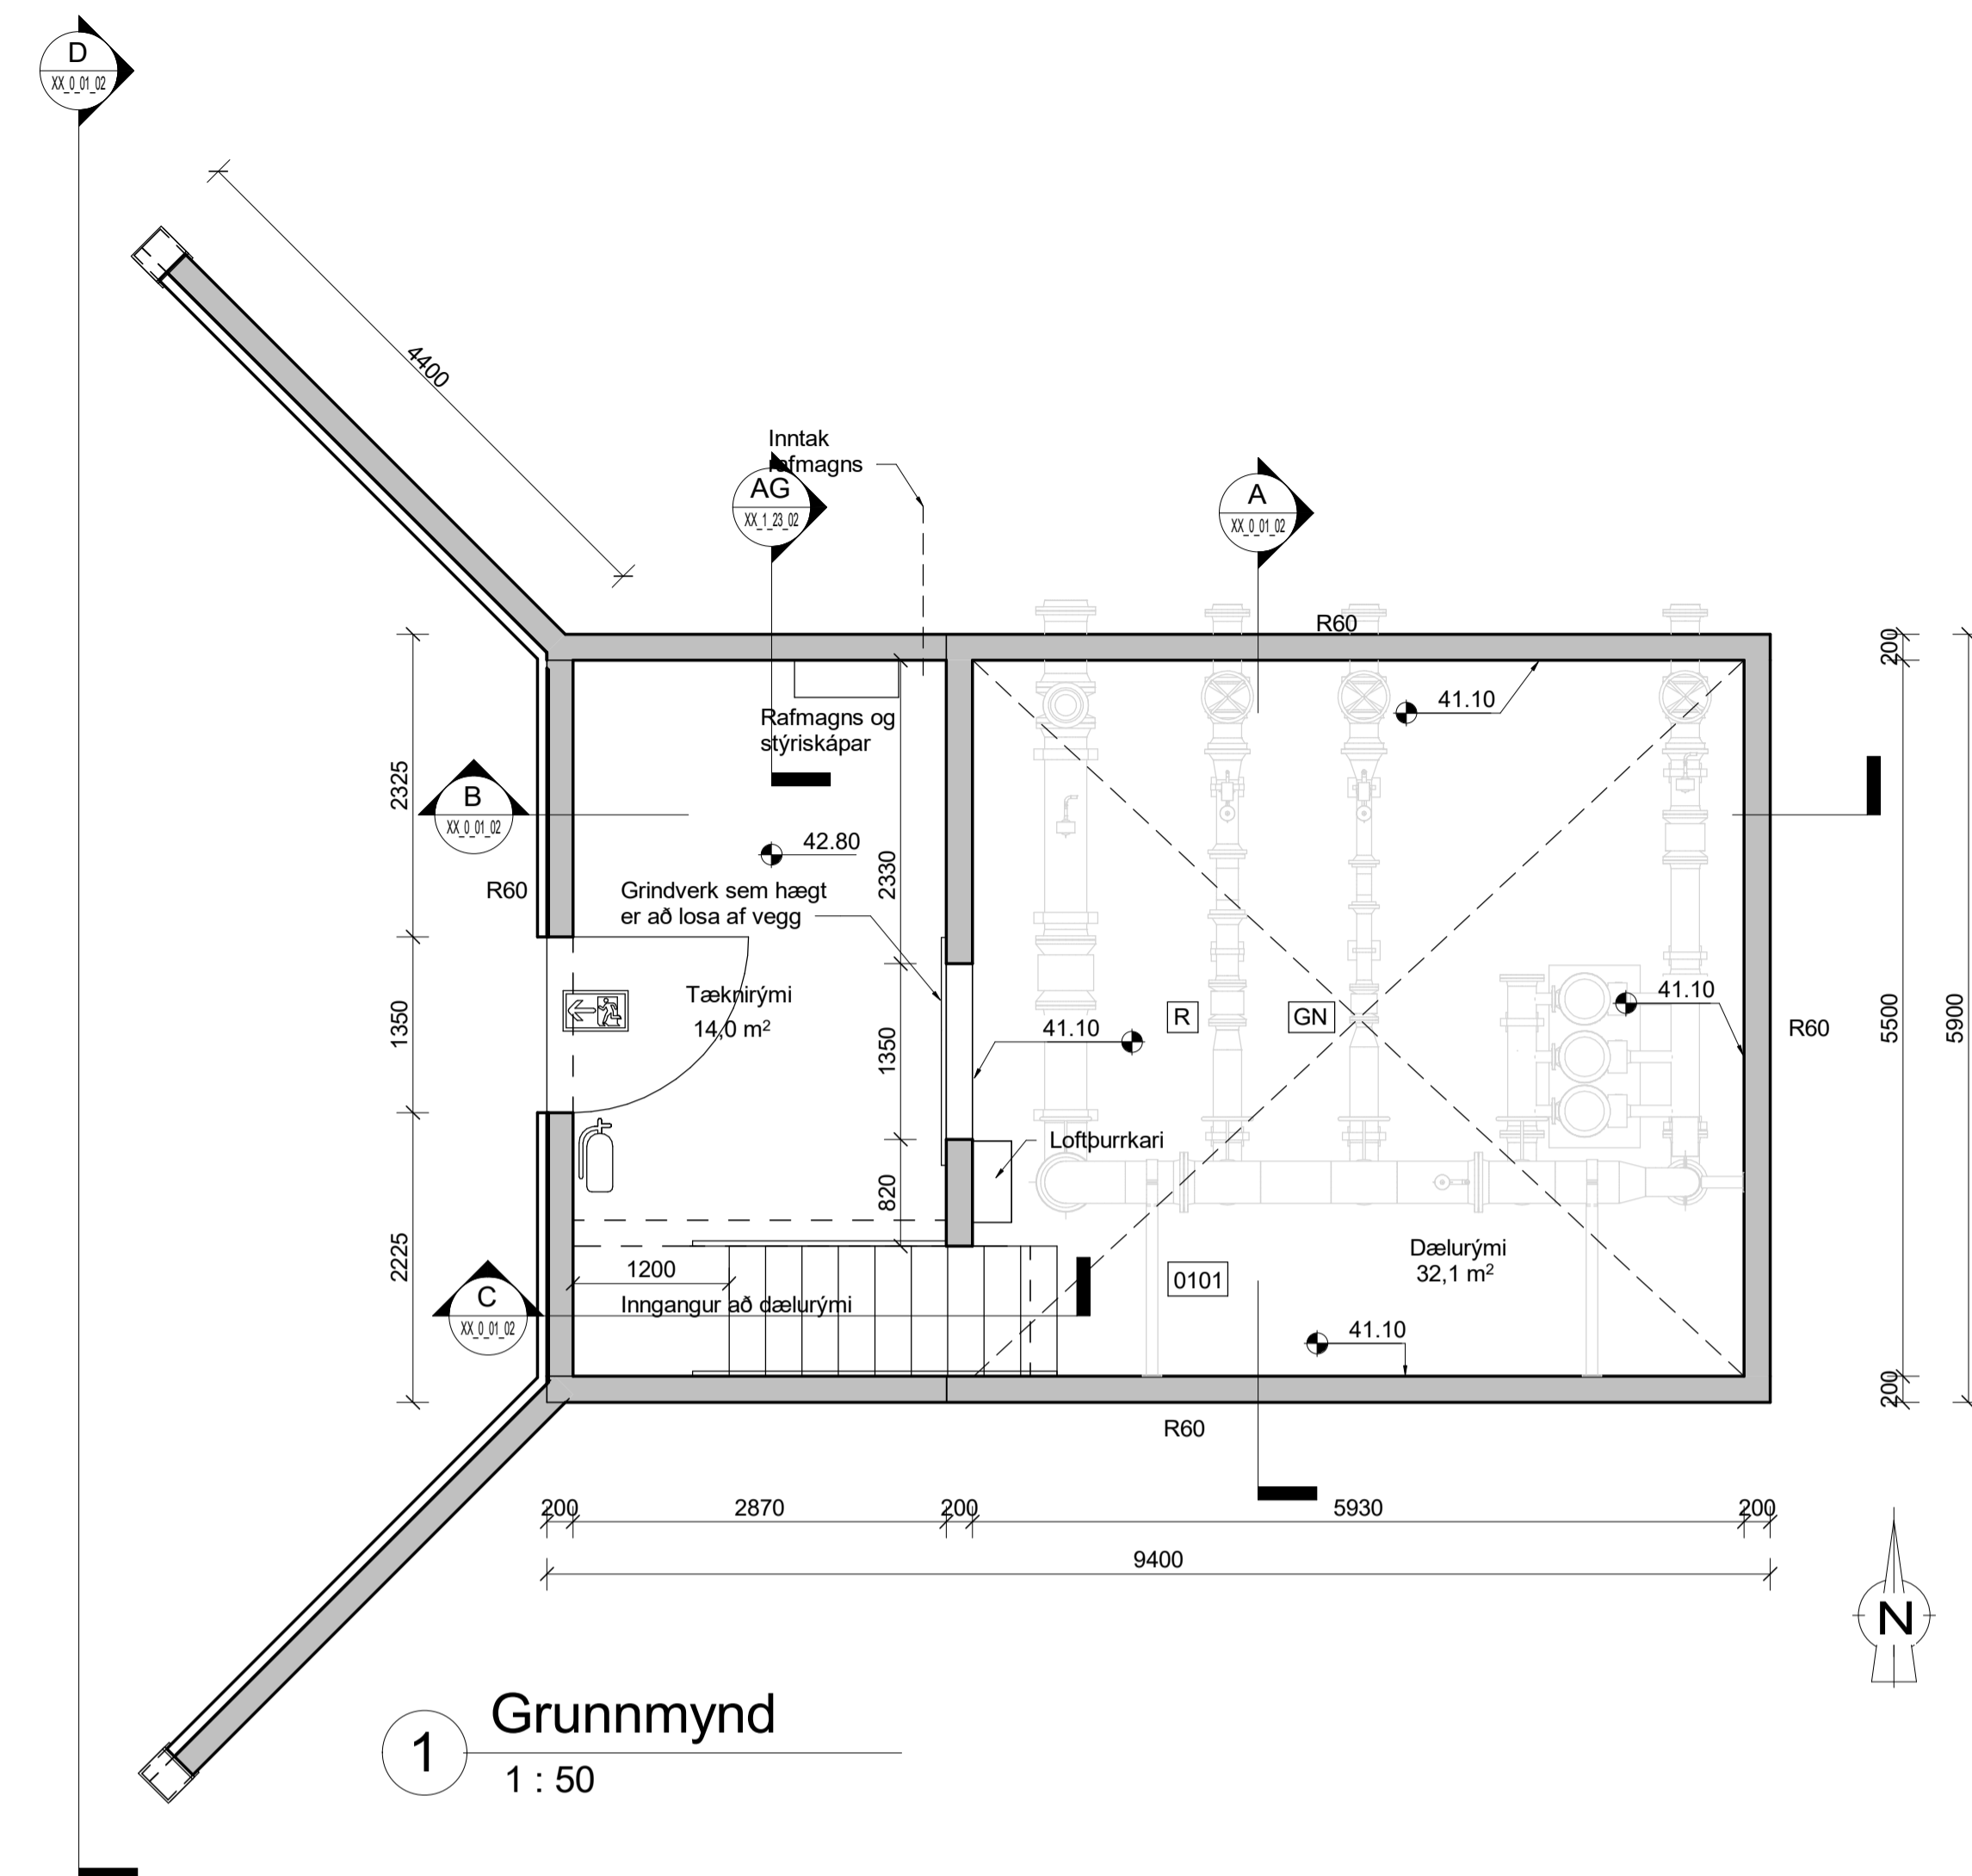 D
XX_0_01_02
4400
Inntak
rafmagns
AG
XX_1_23_02
A
XX_0_01_02
R60
200
41.10
Rafmagns og
stýriskápar
2325
B
XX_0_01_02
42.80
2330
R60
Grindverk sem hægt
er að losa af vegg
Tæknirými
14,0 m²
1350
1350
41.10
R
GN
41.10
R60
5500
5900
Loftþurrkari
820
2225
1200
Inngangur að dælurými
C
XX_0_01_02
0101
Dælurými
32,1 m²
41.10
200
R60
200
2870
200
5930
200
9400
N
1
Grunnmynd
1 : 50